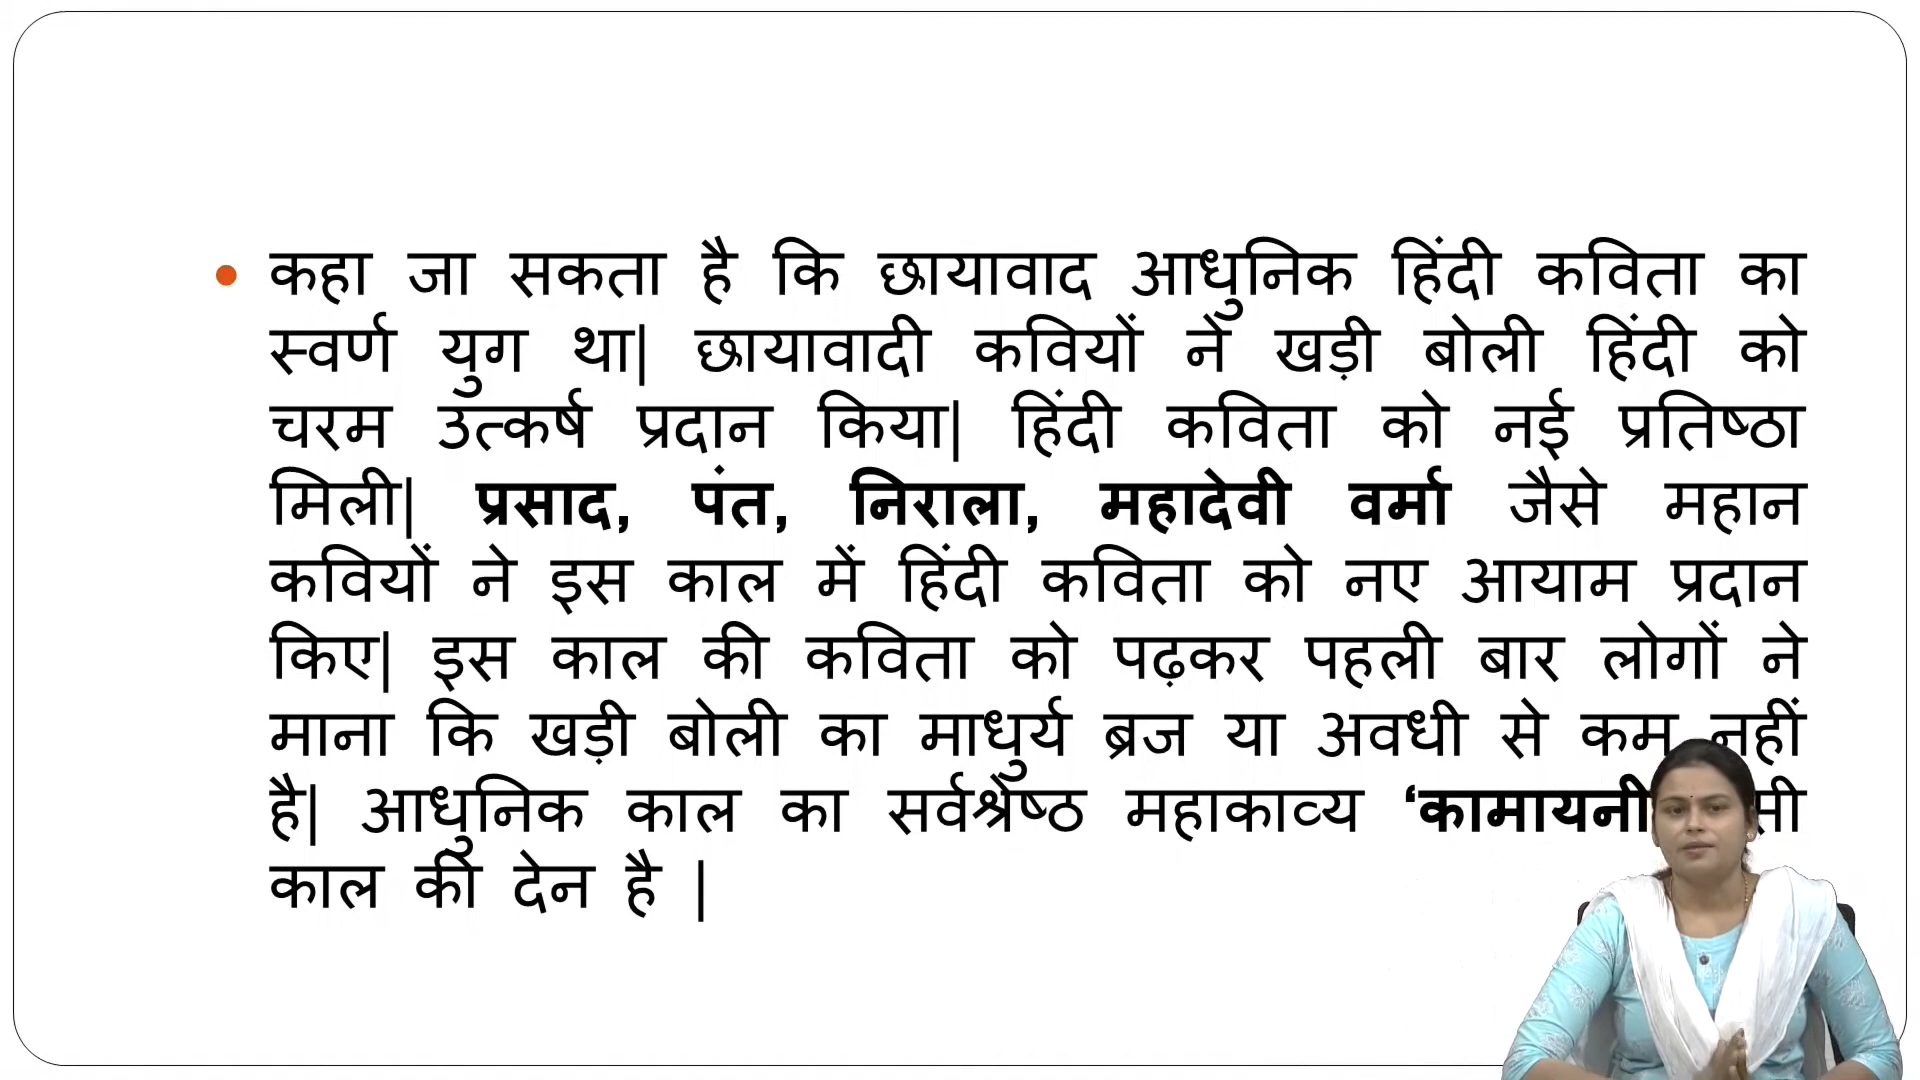 कहा जा सकता है कि छायावाद आधुनिक हिंदी कविता का
स्वर्ण युग था| छायावादी कवियों ने खड़ी बोली हिंदी को
चरम उत्कर्ष प्रदान किया| हिंदी कविता को नई प्रतिष्ठा
मिली| प्रसाद, पंत, निराला, महादेवी वर्मा जैसे महान
कवियों ने इस काल में हिंदी कविता को नए आयाम प्रदान
किए| इस काल की कविता को पढ़कर पहली बार लोगों ने
माना कि खड़ी बोली का माधुर्य ब्रज या अवधी से कम नहीं
है| आधुनिक काल का सर्वश्रेष्ठ महाकाव्य ‘कामायनी
काल की देन है |